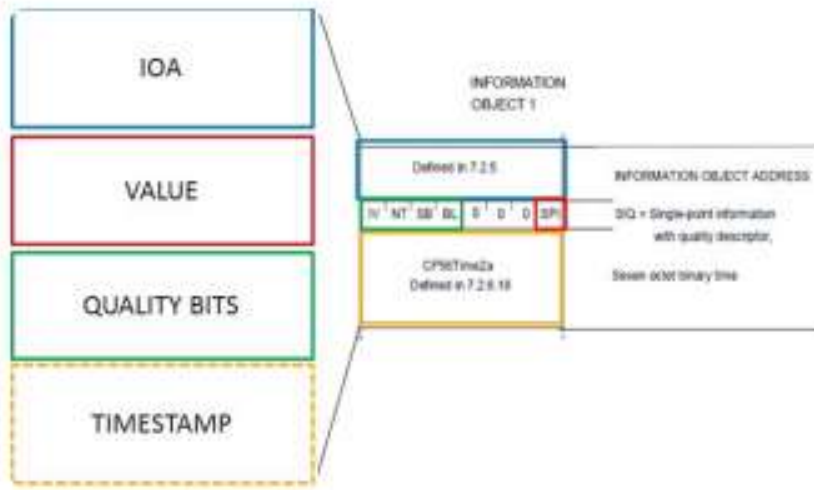 IOA
VALUE
QUALITY BITS
TIMESTAMP
INFORMATION
OBJECT 1
Defined in 7.2.5
INFORMATION OBJECT ADDRESS
IV NT SB BL 0 0 0 SPI
SIQ = Single-point information
with quality descriptor,
CP56Time2a
Defined in 7.2.6.18
Seven octet binary time